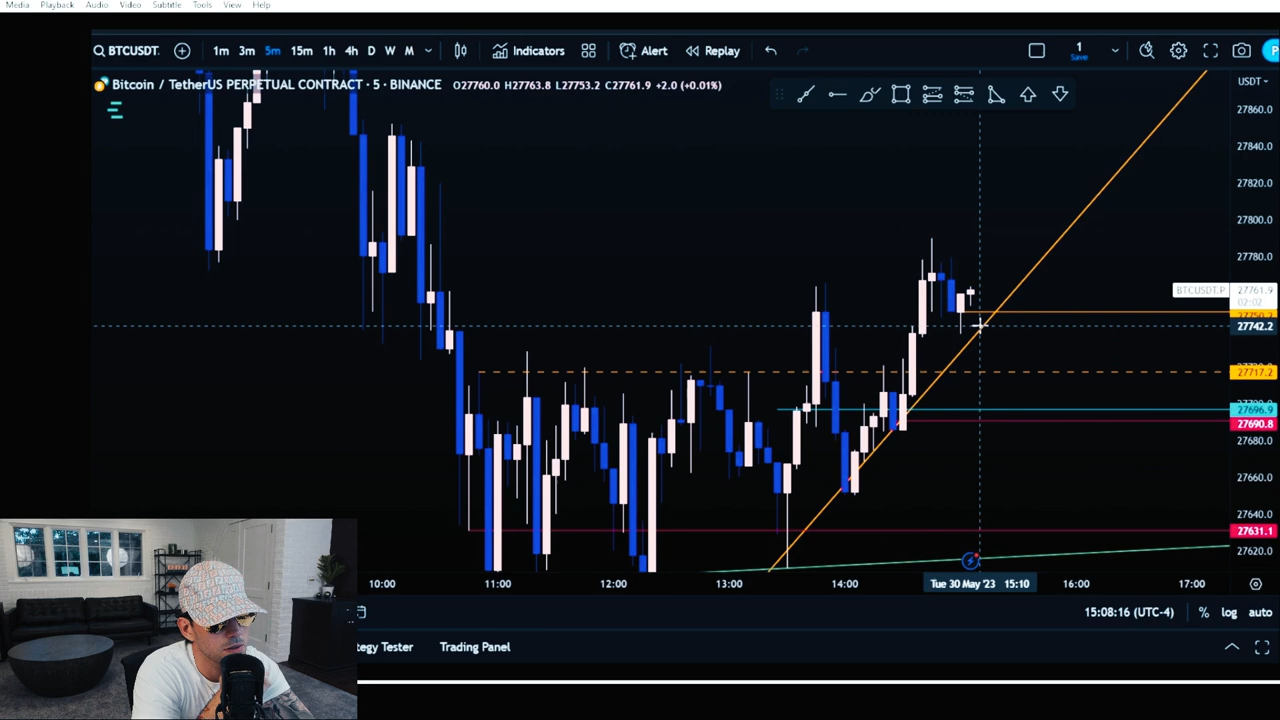 Media Playback Audio Video Subtitle Tools View Help
BTCUSDT. 1m 3m 5m 15m 1h 4h D W M Indicators Alert Replay 1 Save P
Bitcoin / TetherUS PERPETUAL CONTRACT · 5 · BINANCE O27760.0 H27763.8 L27753.2 C27761.9 +2.0 (+0.01%) USDT
27860.0
27840.0
27820.0
27800.0
27780.0
BTCUSDT.P 27761.9
02:02
27742.2
27717.2
27696.9
27690.8
27680.0
27660.0
27640.0
27631.1
27620.0
10:00 11:00 12:00 13:00 14:00 Tue 30 May '23 15:10 16:00 17:00
15:08:16 (UTC-4) % log auto
tegy Tester Trading Panel